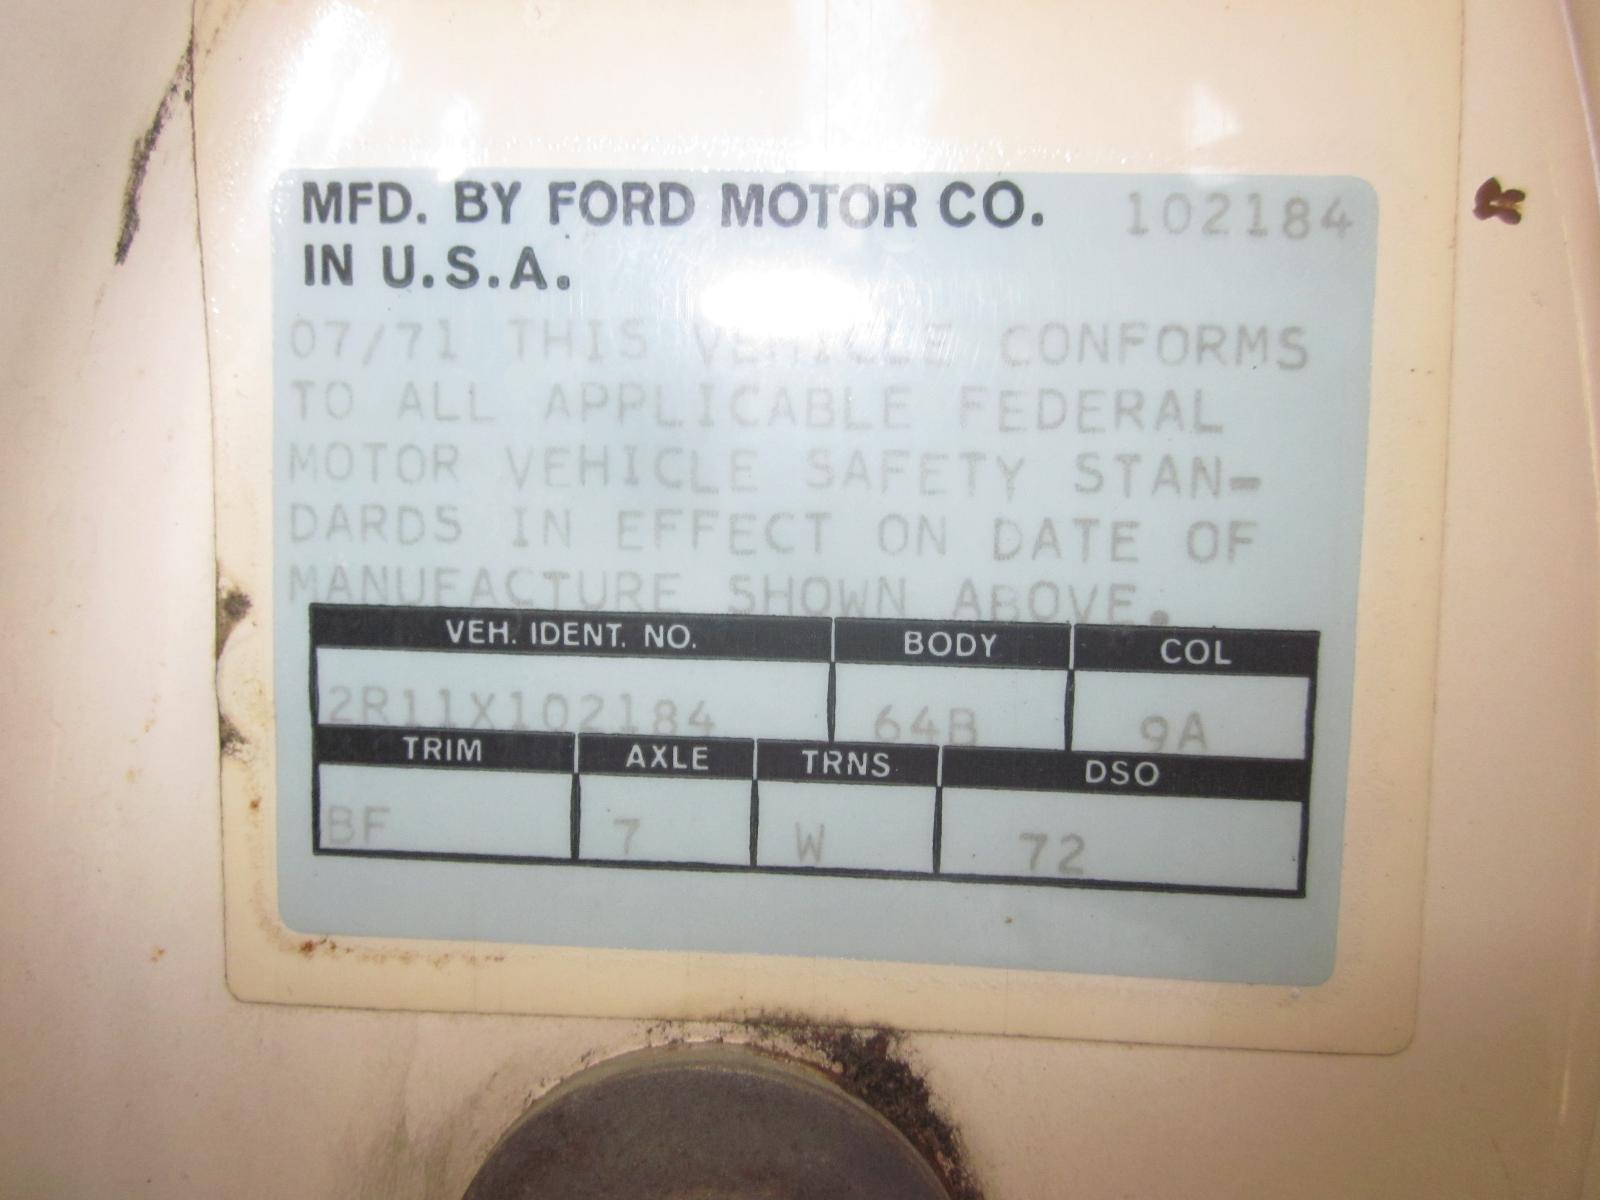 MFD. BY FORD MOTOR CO. 102184
IN U.S.A.
07/71 THIS VEHICLE CONFORMS
TO ALL APPLICABLE FEDERAL
MOTOR VEHICLE SAFETY STAN-
DARDS IN EFFECT ON DATE OF
MANUFACTURE SHOWN ABOVE.
VEH. IDENT. NO. BODY COL
2R11X102184 64B 9A
TRIM AXLE TRNS DSO
BF 7 W 72